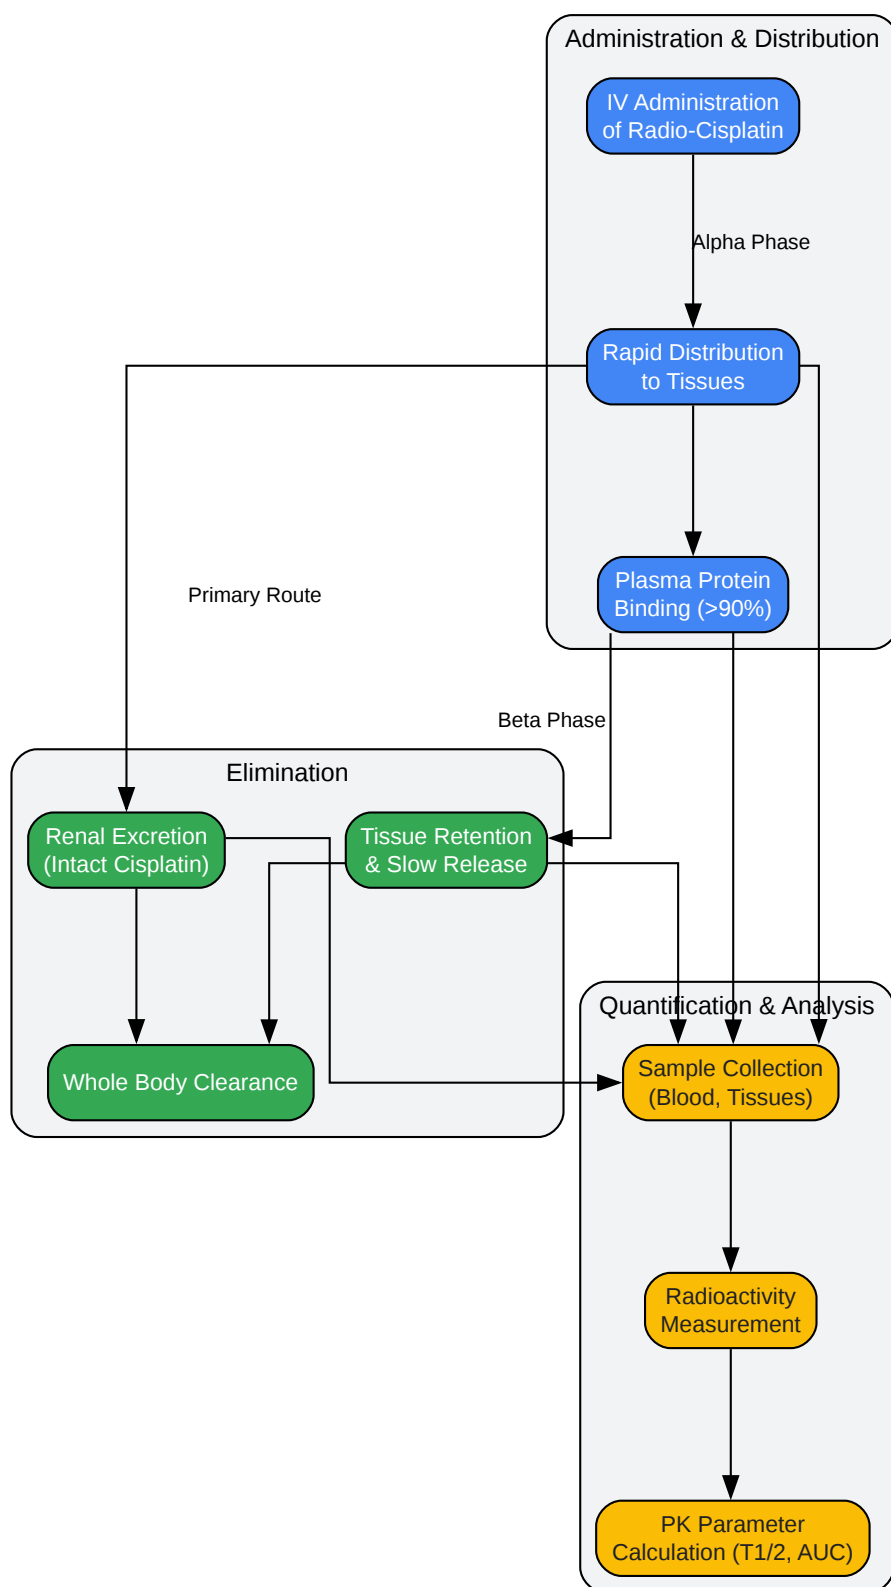 Administration & Distribution
IV Administration
of Radio-Cisplatin
Alpha Phase
Rapid Distribution
to Tissues
Plasma Protein
Binding (>90%)
Primary Route
Beta Phase
Elimination
Renal Excretion
(Intact Cisplatin)
Tissue Retention
& Slow Release
Whole Body Clearance
Quantification & Analysis
Sample Collection
(Blood, Tissues)
Radioactivity
Measurement
PK Parameter
Calculation (T1/2, AUC)